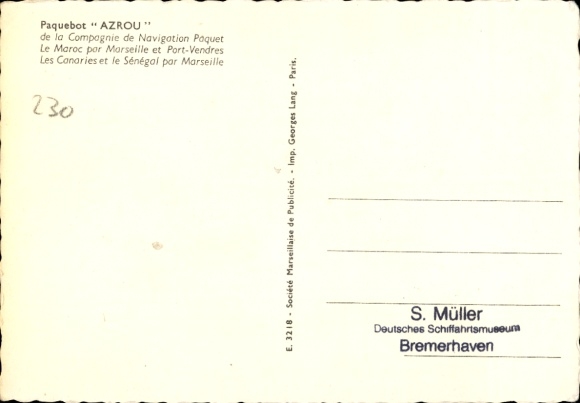 Paquebot “ AZROU ”
de la Compagnie de Navigation Paquet
Le Maroc par Marseille et Port-Vendres
Les Canaries et le Sénégal par Marseille
230
E. 3218 - Société Marseillaise de Publicité. - Imp. Georges Lang - Paris.
S. Müller
Deutsches Schiffahrtsmuseum
Bremerhaven